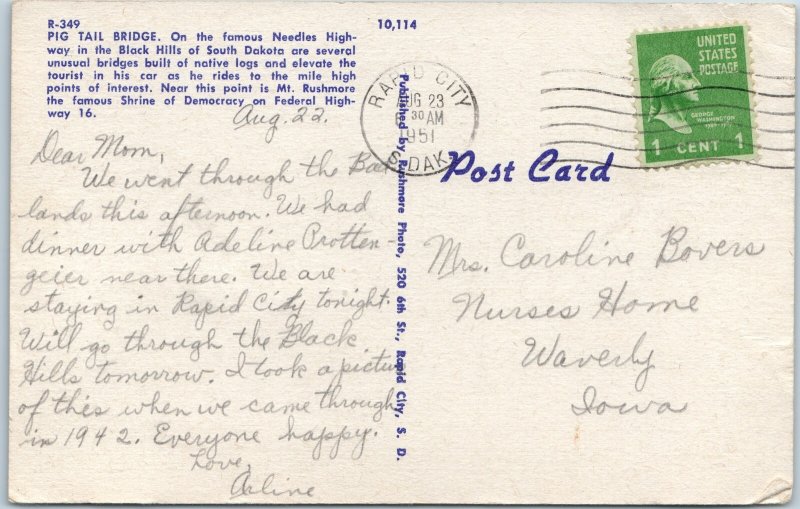 R-349
PIG TAIL BRIDGE. On the famous Needles High-
way in the Black Hills of South Dakota are several
unusual bridges built of native logs and elevate the
tourist in his car as he rides to the mile high
points of interest. Near this point is Mt. Rushmore
the famous Shrine of Democracy on Federal High-
way 16.
10,114
Aug. 22.
Dear Mom,
We went through the Bad
lands this afternoon. We had
dinner with Adeline Protten-
geier near there. We are
staying in Rapid City tonight.
Will go through the Black
Hills tomorrow. I took a picture
of this when we came through
in 1942. Everyone happy.
Love,
Arline
Published by Rushmore Photo, 520 6th St., Rapid City, S. D.
RAPID CITY
AUG 23
30 AM
1951
S. DAK.
UNITED
STATES
POSTAGE
GEORGE
WASHINGTON
1 CENT 1
Post Card
Mrs. Caroline Bovers
Nurses Home
Waverly
Iowa